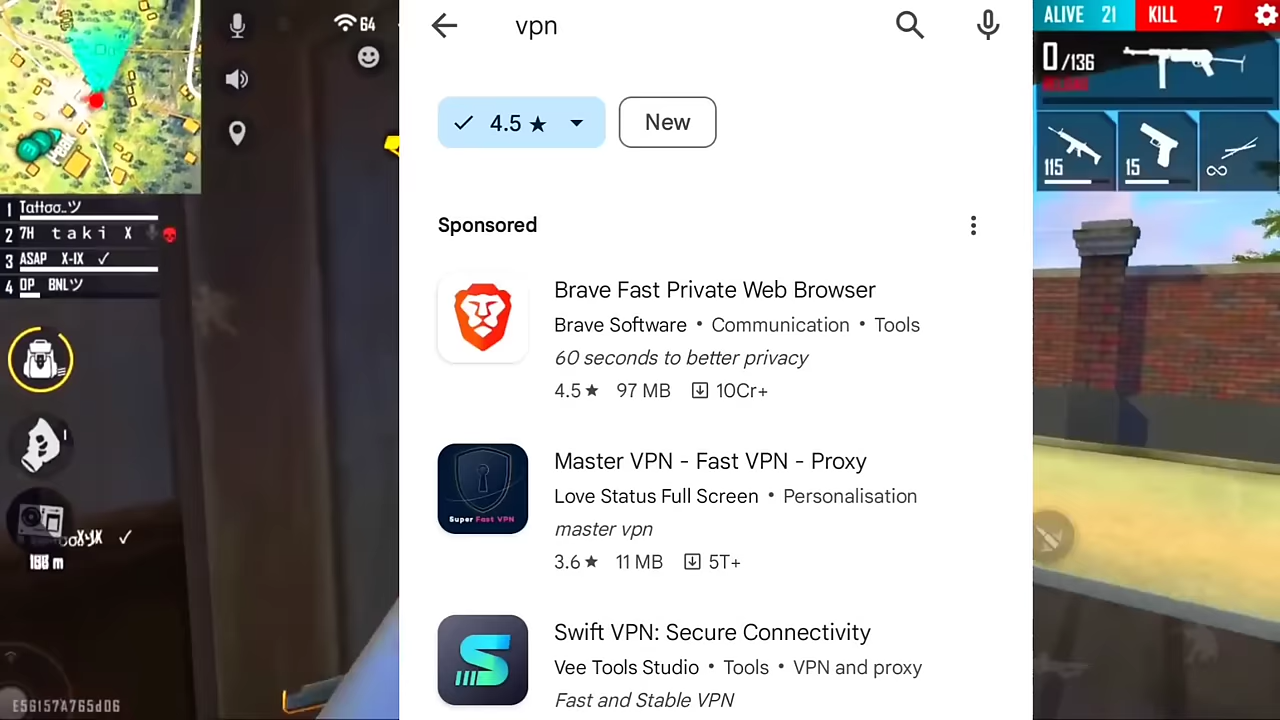 64
1 Tattoo..ツ
2 7H taki X
3 ASAP X-IX ✓
4 OP BNLツ
188 m
E56157A765d06
vpn
4.5 ★
New
Sponsored
Brave Fast Private Web Browser
Brave Software • Communication • Tools
60 seconds to better privacy
4.5 ★ 97 MB 10Cr+
Super Fast VPN
Master VPN - Fast VPN - Proxy
Love Status Full Screen • Personalisation
master vpn
3.6 ★ 11 MB 5T+
Swift VPN: Secure Connectivity
Vee Tools Studio • Tools • VPN and proxy
Fast and Stable VPN
ALIVE 21 KILL 7
0/136
115 15 ∞